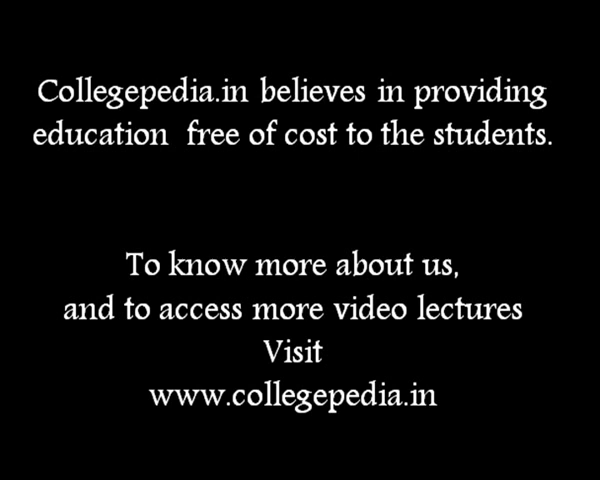 Collegepedia.in believes in providing
education free of cost to the students.
To know more about us,
and to access more video lectures
Visit
www.collegepedia.in